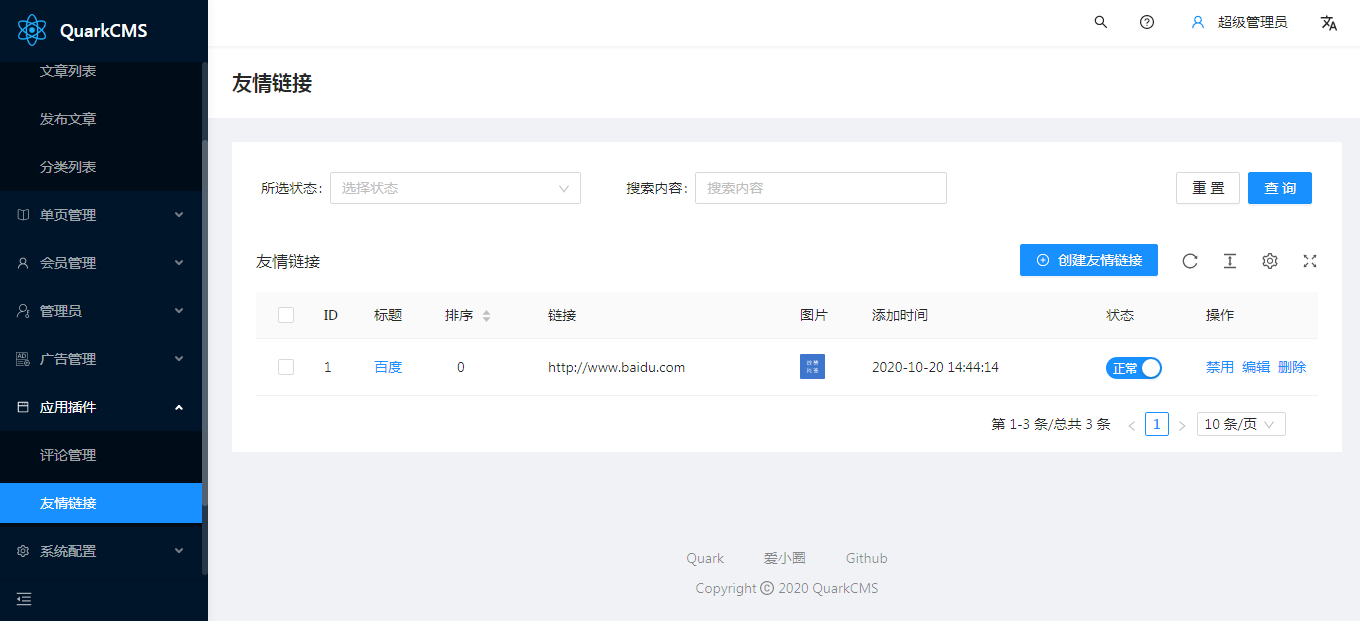 QuarkCMS
文章列表
发布文章
分类列表
单页管理
会员管理
管理员
广告管理
应用插件
评论管理
友情链接
系统配置
超级管理员
友情链接
所选状态: 选择状态 搜索内容: 搜索内容 重 置 查 询
友情链接 创建友情链接
ID 标题 排序 链接 图片 添加时间 状态 操作
1 百度 0 http://www.baidu.com 2020-10-20 14:44:14 正常 禁用 编辑 删除
第 1-3 条/总共 3 条 1 10 条/页
Quark 爱小圈 Github
Copyright © 2020 QuarkCMS